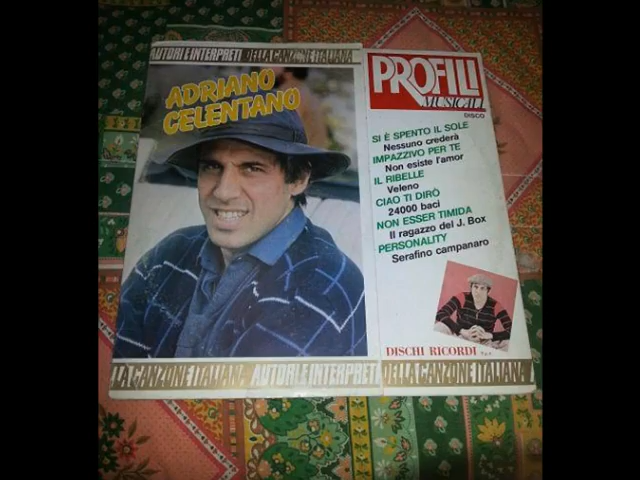 AUTORI E INTERPRETI DELLA CANZONE ITALIANA
ADRIANO
CELENTANO
PROFILI
MUSICALI
DISCO
SI È SPENTO IL SOLE
Nessuno crederà
IMPAZZIVO PER TE
Non esiste l'amor
IL RIBELLE
Veleno
CIAO TI DIRÒ
24000 baci
NON ESSER TIMIDA
Il ragazzo del J. Box
PERSONALITY
Serafino campanaro
DISCHI RICORDI S.p.A.
LA CANZONE ITALIANA AUTORI E INTERPRETI DELLA CANZONE ITALIANA